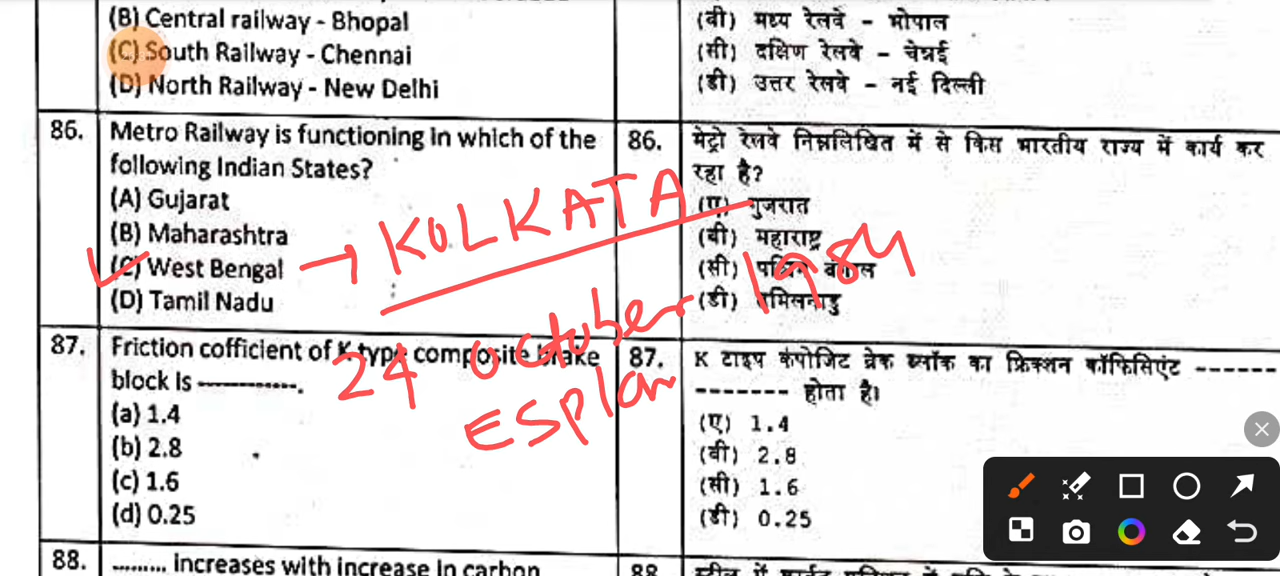 (B) Central railway - Bhopal
(C) South Railway - Chennai
(D) North Railway - New Delhi
(बी) मध्य रेलवे - भोपाल
(सी) दक्षिण रेलवे - चेन्नई
(डी) उत्तर रेलवे - नई दिल्ली
86. Metro Railway is functioning in which of the
following Indian States?
(A) Gujarat
(B) Maharashtra
(C) West Bengal
(D) Tamil Nadu
→ KOLKATA
24 october 1984
ESplan
86. मेट्रो रेलवे निम्नलिखित में से किस भारतीय राज्य में कार्य कर
रहा है?
(ए) गुजरात
(बी) महाराष्ट्र
(सी) पश्चिम बंगाल
(डी) तमिलनाडु
87. Friction cofficient of K type composite brake
block is ------------.
(a) 1.4
(b) 2.8
(c) 1.6
(d) 0.25
87. K टाइप कंपोजिट ब्रेक ब्लॉक का फ्रिक्शन कॉफिसिएंट ------
-------- होता है।
(ए) 1.4
(बी) 2.8
(सी) 1.6
(डी) 0.25
88. ......... increases with increase in carbon
88